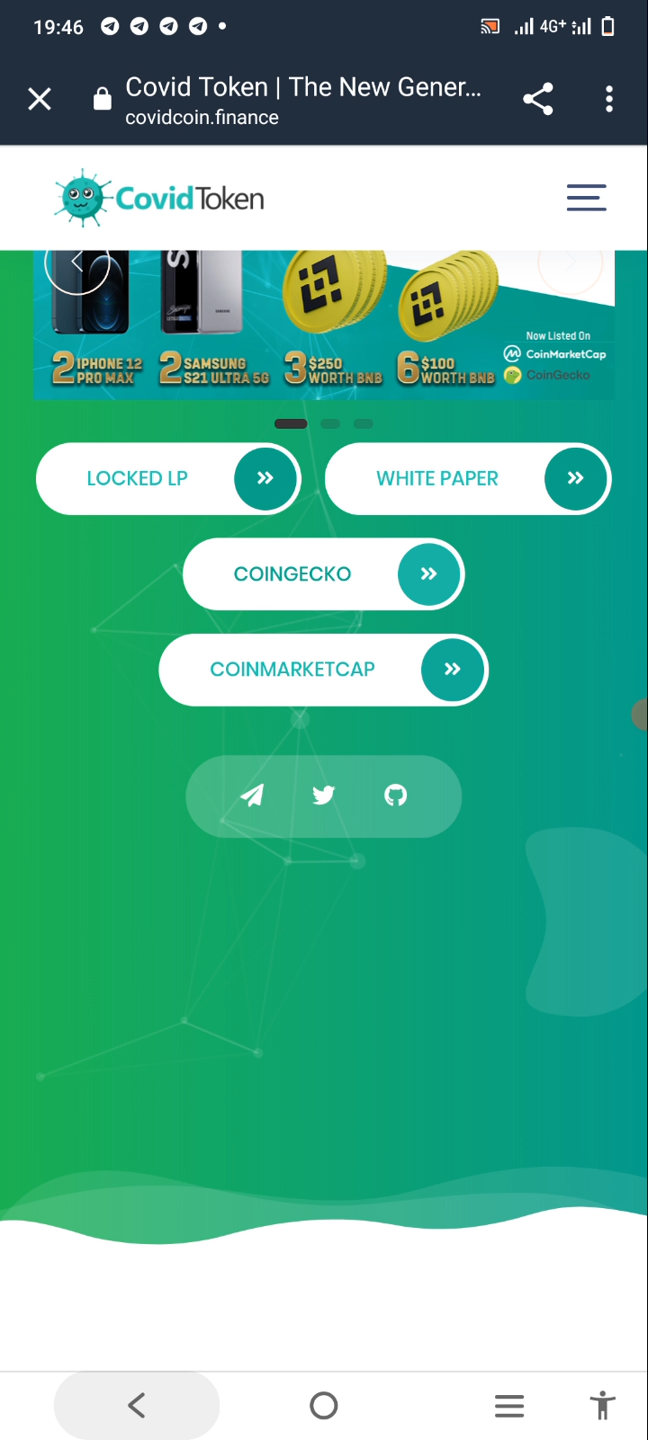 19:46
4G+
Covid Token | The New Gener...
covidcoin.finance
CovidToken
S
2 IPHONE 12 PRO MAX
2 SAMSUNG S21 ULTRA 5G
3 $250 WORTH BNB
6 $100 WORTH BNB
Now Listed On
CoinMarketCap
CoinGecko
LOCKED LP
WHITE PAPER
COINGECKO
COINMARKETCAP